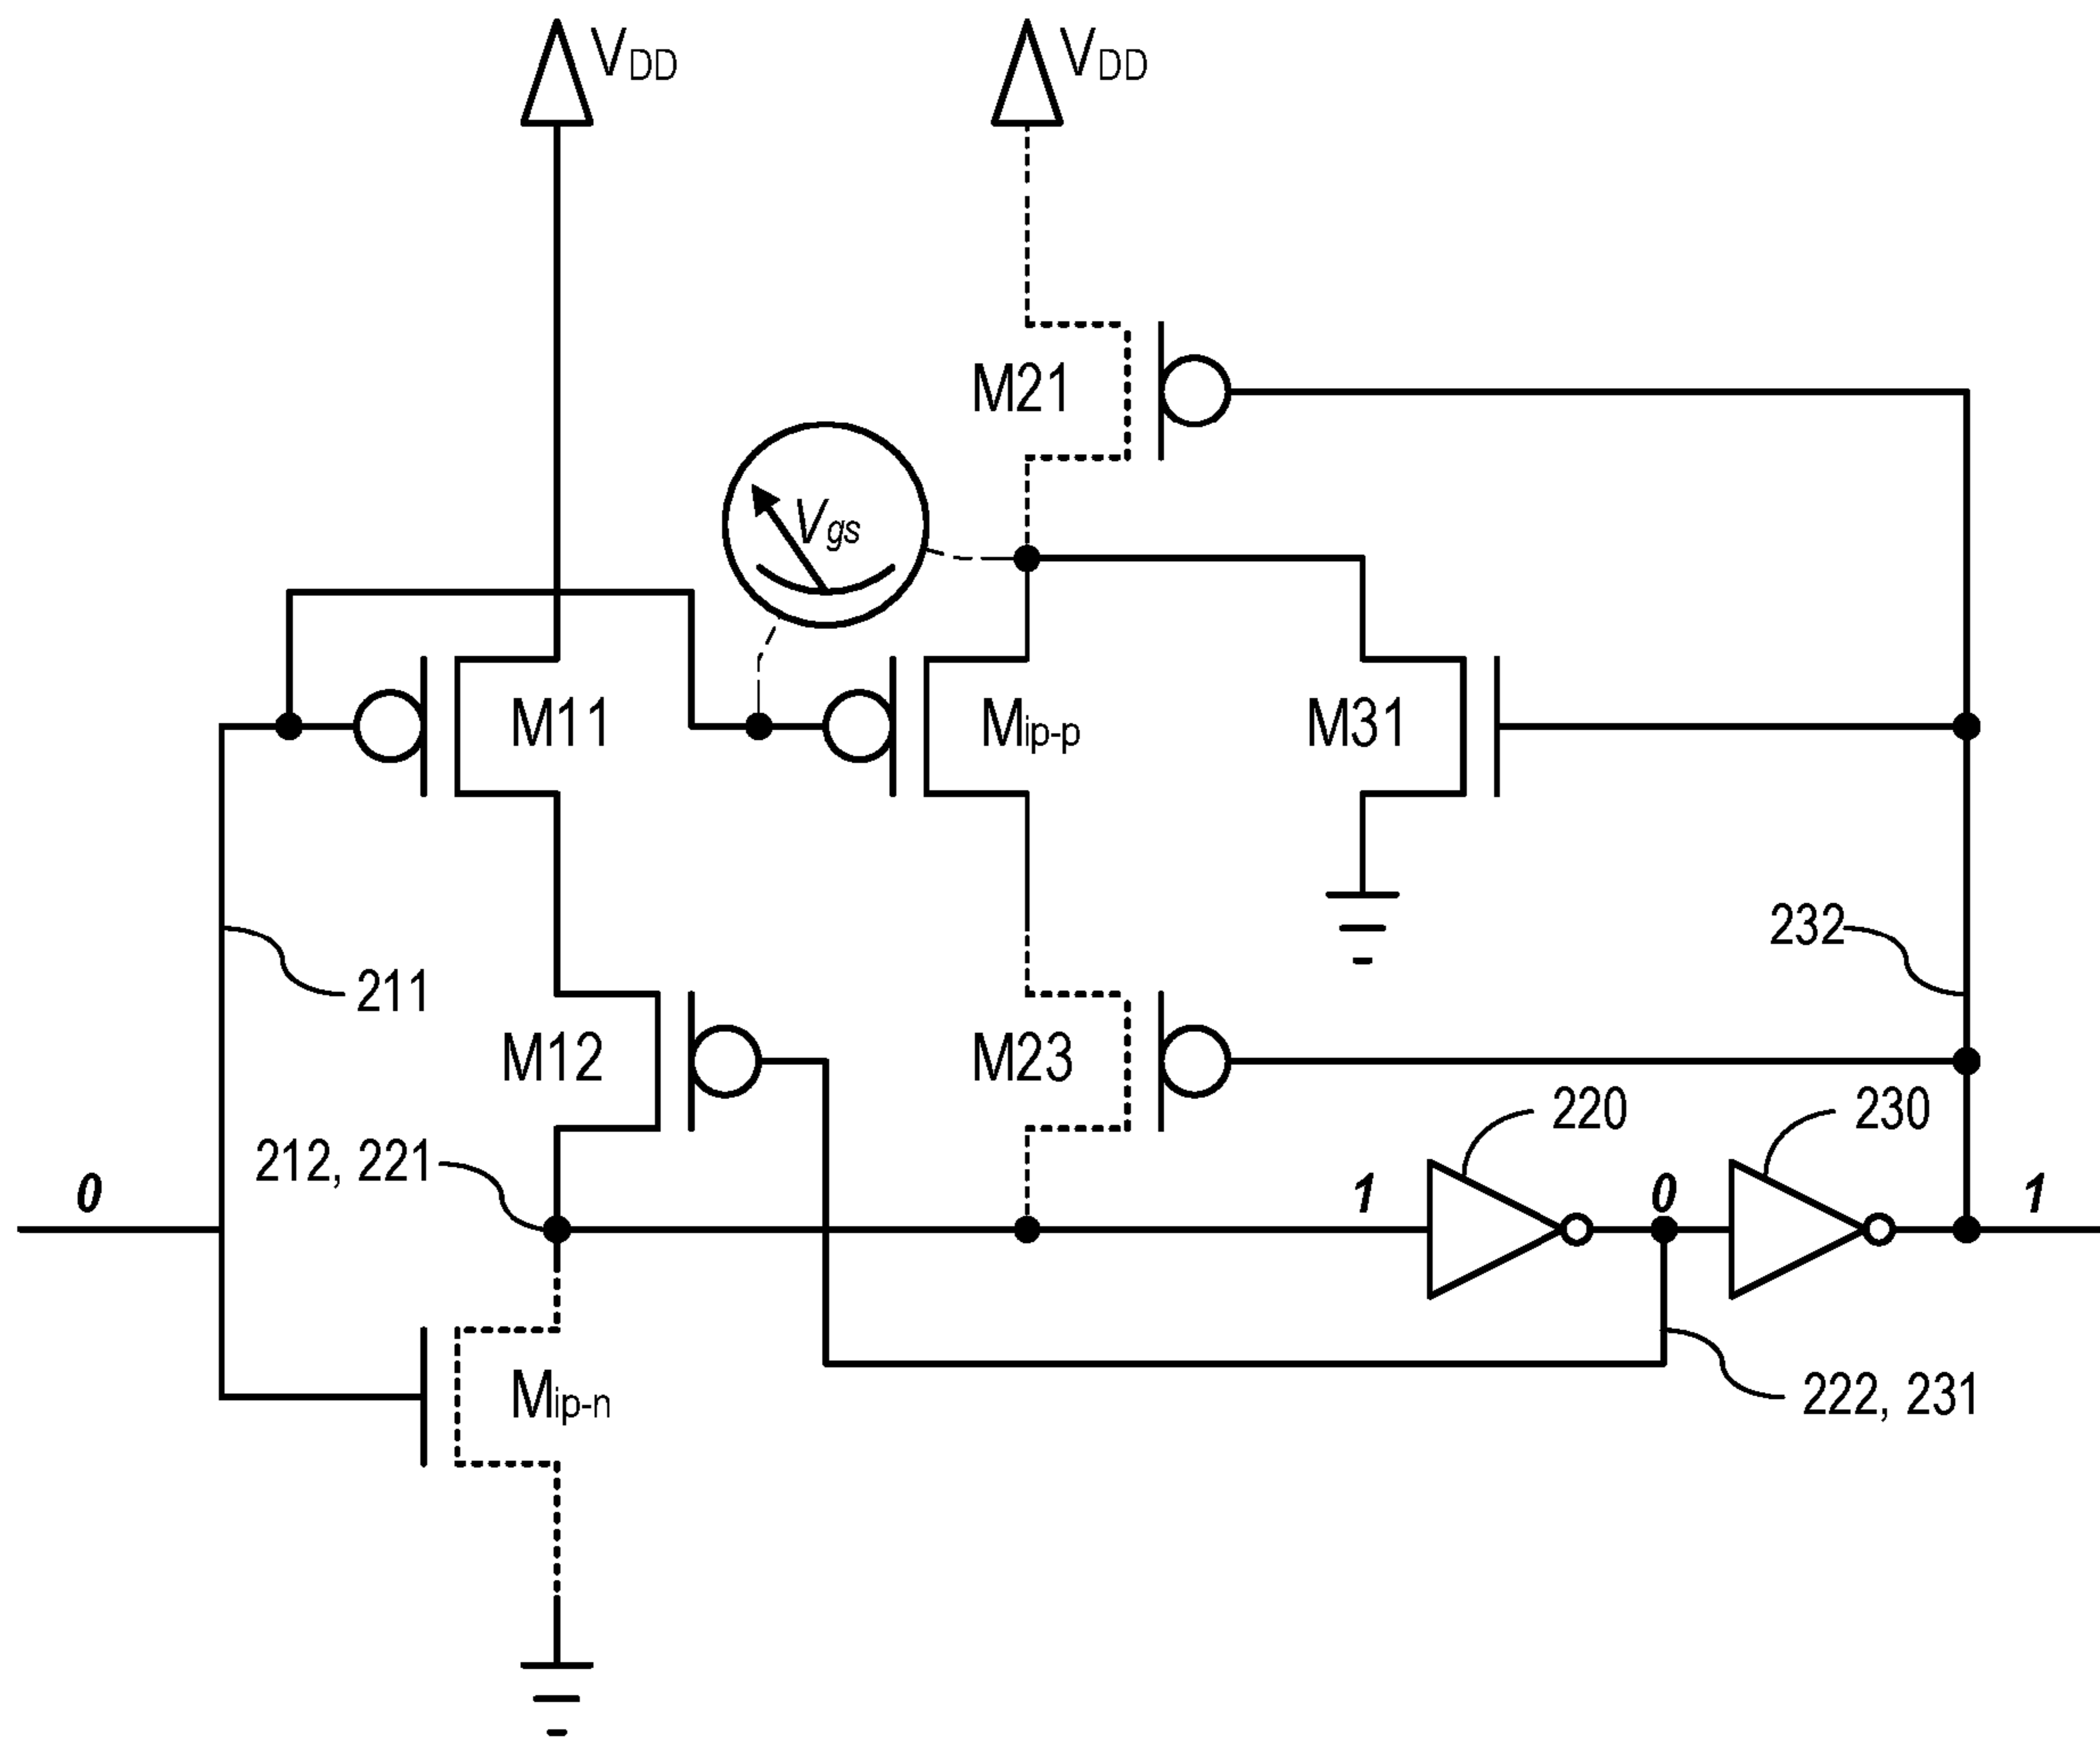 VDD
VDD
M21
Vgs
M11
Mip-p
M31
232
211
M12
M23
220
230
212, 221
0
1
0
1
Mip-n
222, 231